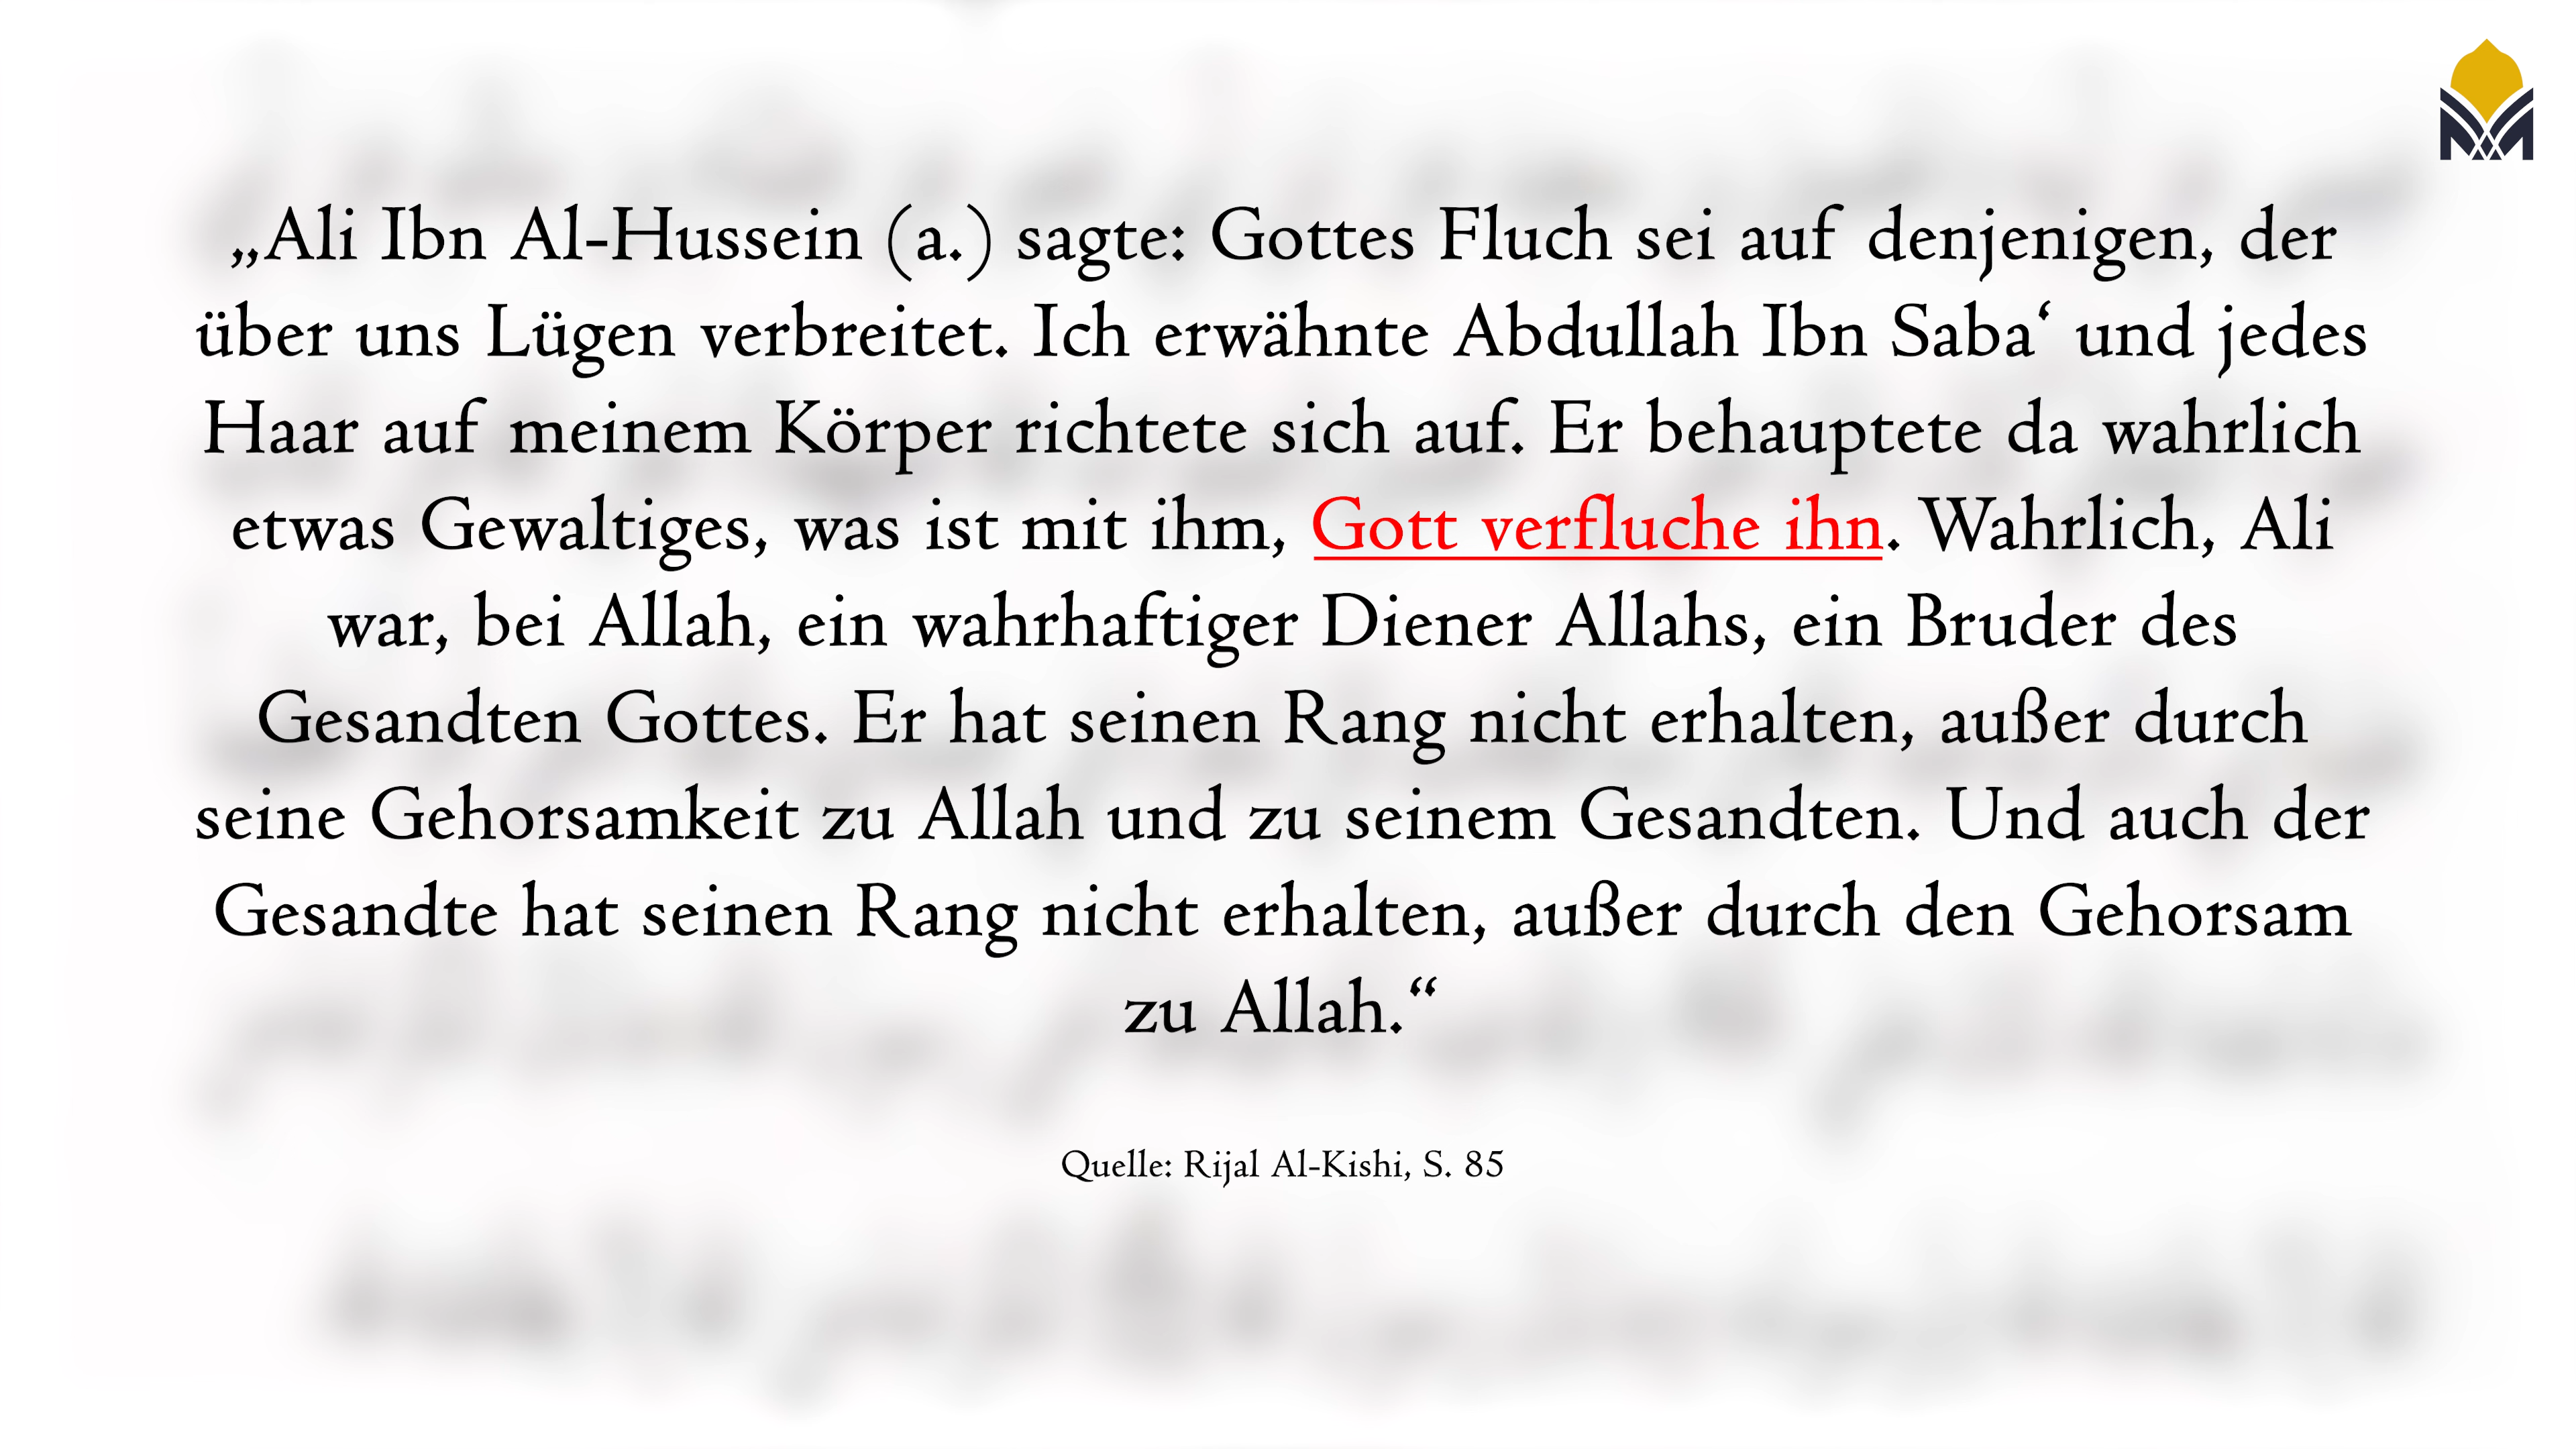 „Ali Ibn Al-Hussein (a.) sagte: Gottes Fluch sei auf denjenigen, der
über uns Lügen verbreitet. Ich erwähnte Abdullah Ibn Saba‘ und jedes
Haar auf meinem Körper richtete sich auf. Er behauptete da wahrlich
etwas Gewaltiges, was ist mit ihm, Gott verfluche ihn. Wahrlich, Ali
war, bei Allah, ein wahrhaftiger Diener Allahs, ein Bruder des
Gesandten Gottes. Er hat seinen Rang nicht erhalten, außer durch
seine Gehorsamkeit zu Allah und zu seinem Gesandten. Und auch der
Gesandte hat seinen Rang nicht erhalten, außer durch den Gehorsam
zu Allah.“
Quelle: Rijal Al-Kishi, S. 85